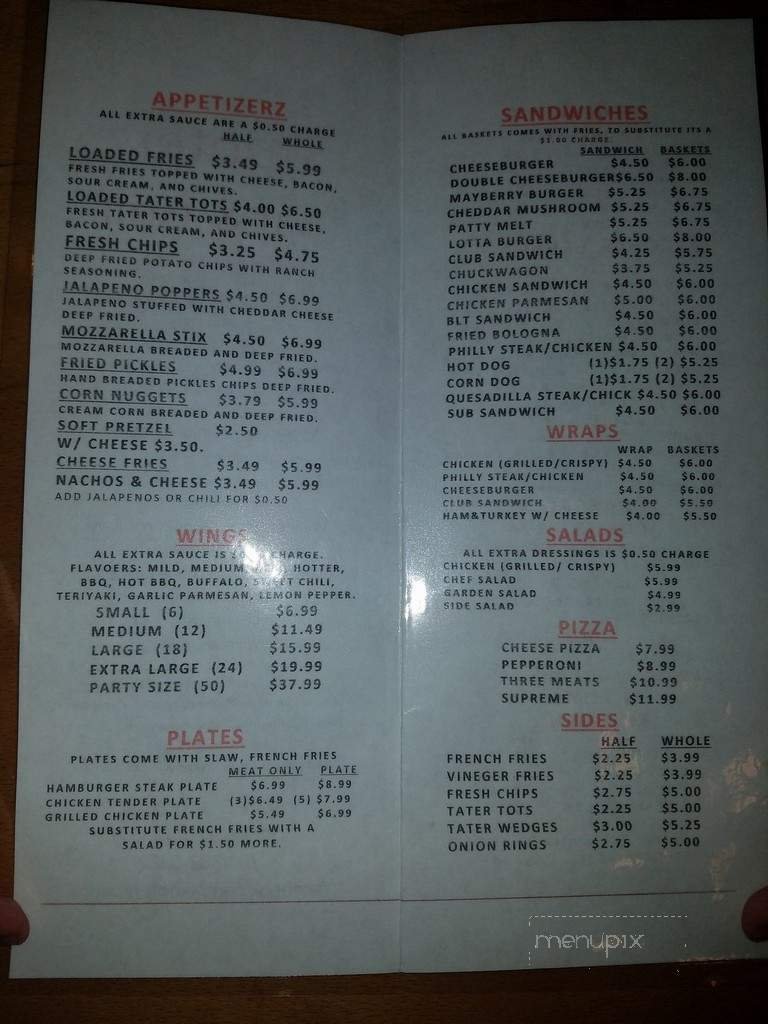 APPETIZERZ
ALL EXTRA SAUCE ARE A $0.50 CHARGE
HALF WHOLE
LOADED FRIES $3.49 $5.99
FRESH FRIES TOPPED WITH CHEESE, BACON,
SOUR CREAM, AND CHIVES.
LOADED TATER TOTS $4.00 $6.50
FRESH TATER TOTS TOPPED WITH CHEESE,
BACON, SOUR CREAM, AND CHIVES.
FRESH CHIPS $3.25 $4.75
DEEP FRIED POTATO CHIPS WITH RANCH
SEASONING.
JALAPENO POPPERS $4.50 $6.99
JALAPENO STUFFED WITH CHEDDAR CHEESE
DEEP FRIED.
MOZZARELLA STIX $4.50 $6.99
MOZZARELLA BREADED AND DEEP FRIED.
FRIED PICKLES $4.99 $6.99
HAND BREADED PICKLES CHIPS DEEP FRIED.
CORN NUGGETS $3.79 $5.99
CREAM CORN BREADED AND DEEP FRIED.
SOFT PRETZEL $2.50
W/ CHEESE $3.50.
CHEESE FRIES $3.49 $5.99
NACHOS & CHEESE $3.49 $5.99
ADD JALAPENOS OR CHILI FOR $0.50
WINGS
ALL EXTRA SAUCE IS CHARGE.
FLAVOERS: MILD, MEDIUM, HOTTER,
BBQ, HOT BBQ, BUFFALO, SWEET CHILI,
TERIYAKI, GARLIC PARMESAN, LEMON PEPPER.
SMALL (6) $6.99
MEDIUM (12) $11.49
LARGE (18) $15.99
EXTRA LARGE (24) $19.99
PARTY SIZE (50) $37.99
PLATES
PLATES COME WITH SLAW, FRENCH FRIES
MEAT ONLY PLATE
HAMBURGER STEAK PLATE $6.99 $8.99
CHICKEN TENDER PLATE (3)$6.49 (5) $7.99
GRILLED CHICKEN PLATE $5.49 $6.99
SUBSTITUTE FRENCH FRIES WITH A
SALAD FOR $1.50 MORE.
SANDWICHES
ALL BASKETS COMES WITH FRIES, TO SUBSTITUTE ITS A
$1.00 CHARGE.
SANDWICH BASKETS
CHEESEBURGER $4.50 $6.00
DOUBLE CHEESEBURGER$6.50 $8.00
MAYBERRY BURGER $5.25 $6.75
CHEDDAR MUSHROOM $5.25 $6.75
PATTY MELT $5.25 $6.75
LOTTA BURGER $6.50 $8.00
CLUB SANDWICH $4.25 $5.75
CHUCKWAGON $3.75 $5.25
CHICKEN SANDWICH $4.50 $6.00
CHICKEN PARMESAN $5.00 $6.00
BLT SANDWICH $4.50 $6.00
FRIED BOLOGNA $4.50 $6.00
PHILLY STEAK/CHICKEN $4.50 $6.00
HOT DOG (1)$1.75 (2) $5.25
CORN DOG (1)$1.75 (2) $5.25
QUESADILLA STEAK/CHICK $4.50 $6.00
SUB SANDWICH $4.50 $6.00
WRAPS
WRAP BASKETS
CHICKEN (GRILLED/CRISPY) $4.50 $6.00
PHILLY STEAK/CHICKEN $4.50 $6.00
CHEESEBURGER $4.50 $6.00
CLUB SANDWICH $4.00 $5.50
HAM&TURKEY W/ CHEESE $4.00 $5.50
SALADS
ALL EXTRA DRESSINGS IS $0.50 CHARGE
CHICKEN (GRILLED/ CRISPY) $5.99
CHEF SALAD $5.99
GARDEN SALAD $4.99
SIDE SALAD $2.99
PIZZA
CHEESE PIZZA $7.99
PEPPERONI $8.99
THREE MEATS $10.99
SUPREME $11.99
SIDES
HALF WHOLE
FRENCH FRIES $2.25 $3.99
VINEGER FRIES $2.25 $3.99
FRESH CHIPS $2.75 $5.00
TATER TOTS $2.25 $5.00
TATER WEDGES $3.00 $5.25
ONION RINGS $2.75 $5.00
menupix